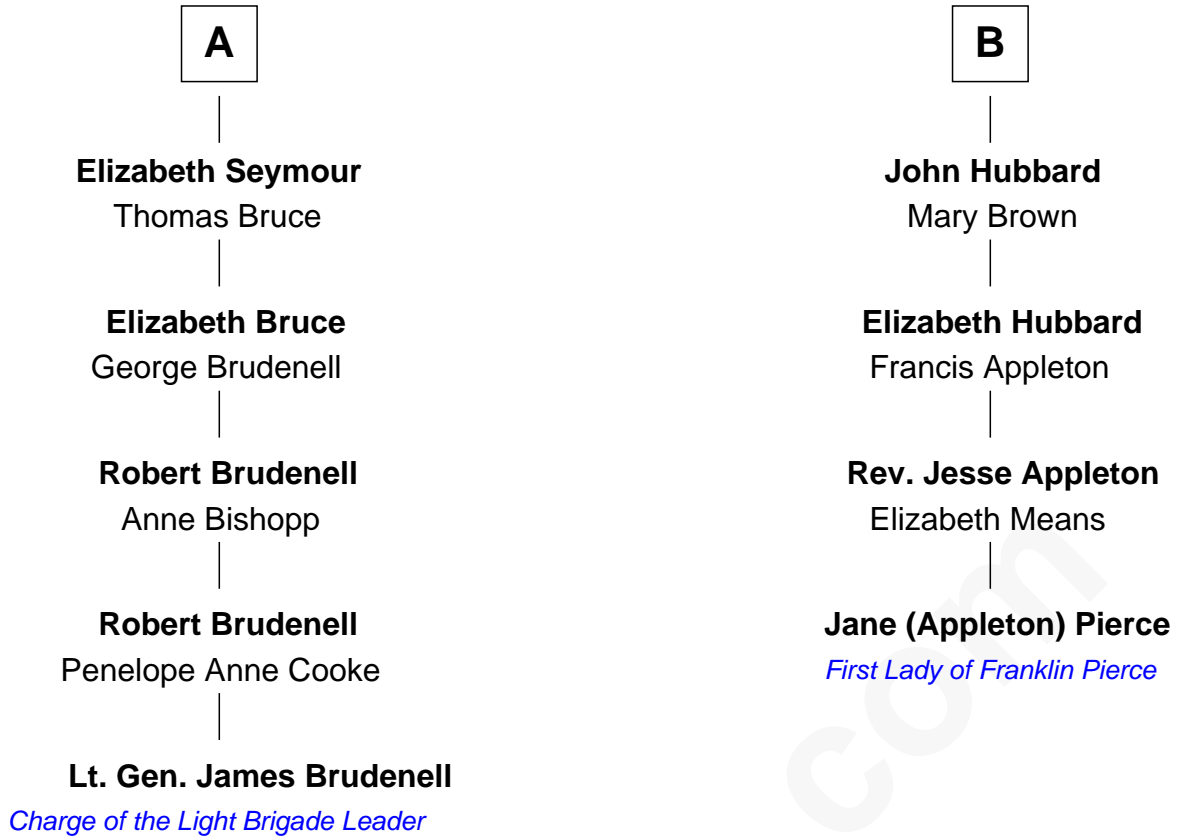 A
Elizabeth Seymour
Thomas Bruce
Elizabeth Bruce
George Brudenell
Robert Brudenell
Anne Bishopp
Robert Brudenell
Penelope Anne Cooke
Lt. Gen. James Brudenell
Charge of the Light Brigade Leader
B
John Hubbard
Mary Brown
Elizabeth Hubbard
Francis Appleton
Rev. Jesse Appleton
Elizabeth Means
Jane (Appleton) Pierce
First Lady of Franklin Pierce
com